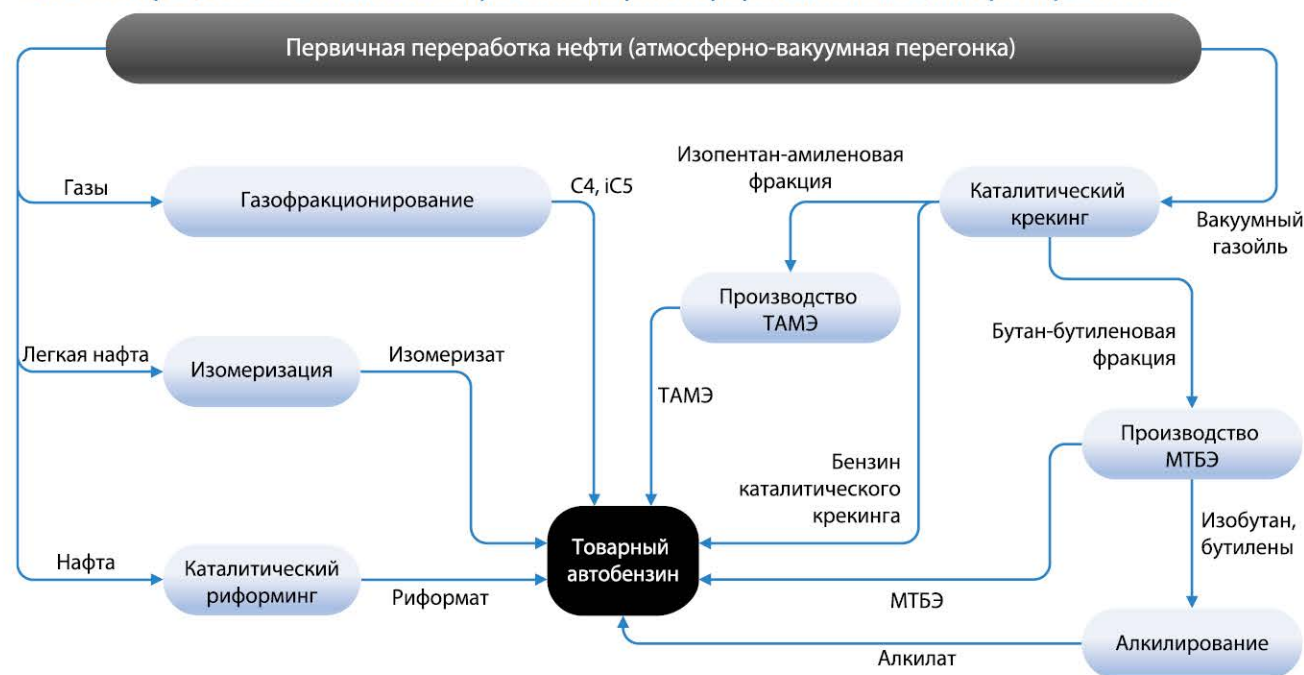 Первичная переработка нефти (атмосферно-вакуумная перегонка)
Газы
Газофракционирование
С4, iC5
Изопентан-амиленовая
фракция
Каталитический
крекинг
Вакуумный
газойль
Производство
ТАМЭ
Бутан-бутиленовая
фракция
Легкая нафта
Изомеризация
Изомеризат
ТАМЭ
Производство
МТБЭ
Бензин
каталитического
крекинга
Изобутан,
бутилены
Нафта
Каталитический
риформинг
Риформат
Товарный
автобензин
МТБЭ
Алкилат
Алкилирование